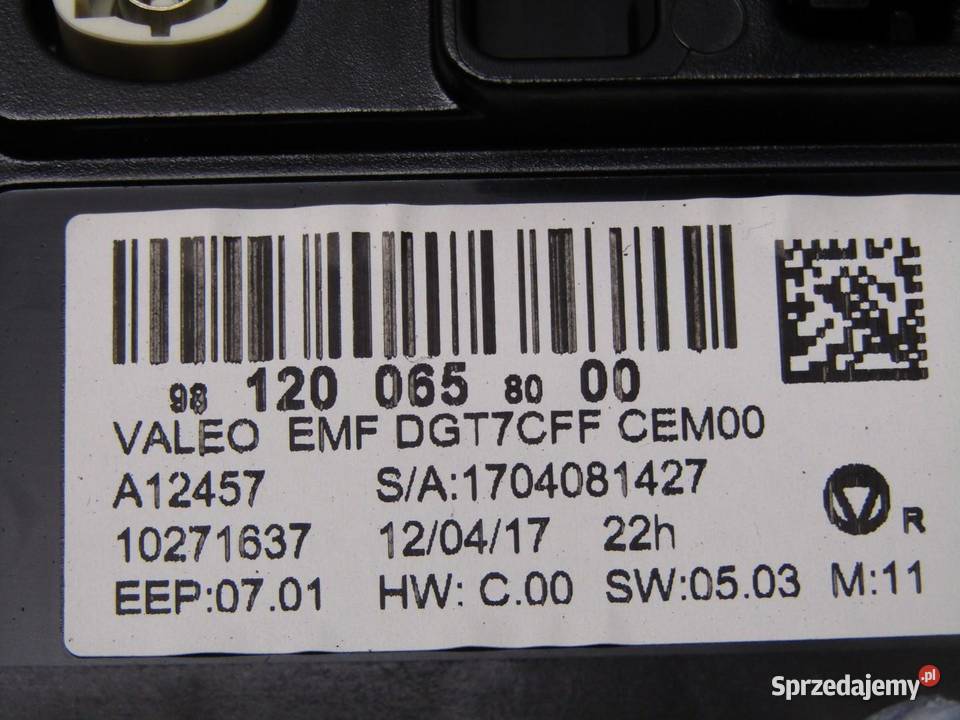 98 120 065 80 00
VALEO EMF DGT7CFF CEM00
A12457 S/A:1704081427
10271637 12/04/17 22h R
EEP:07.01 HW: C.00 SW:05.03 M:11
Sprzedajemy.pl